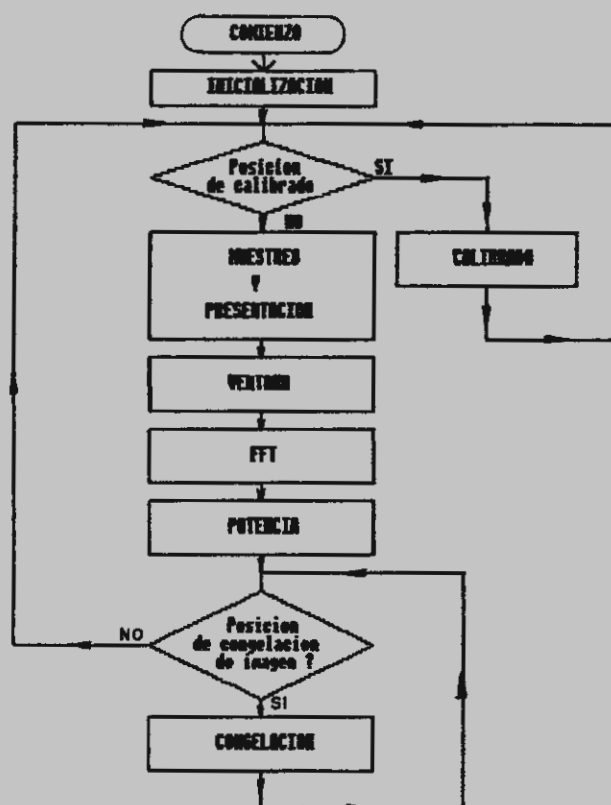 COMIENZO
INICIALIZACION
Posicion
de calibrado
SI
NO
MUESTREO
Y
PRESENTACION
CALIBRADO
VENTANA
FFT
POTENCIA
Posicion
de congelacion
de imagen ?
NO
SI
CONGELACION